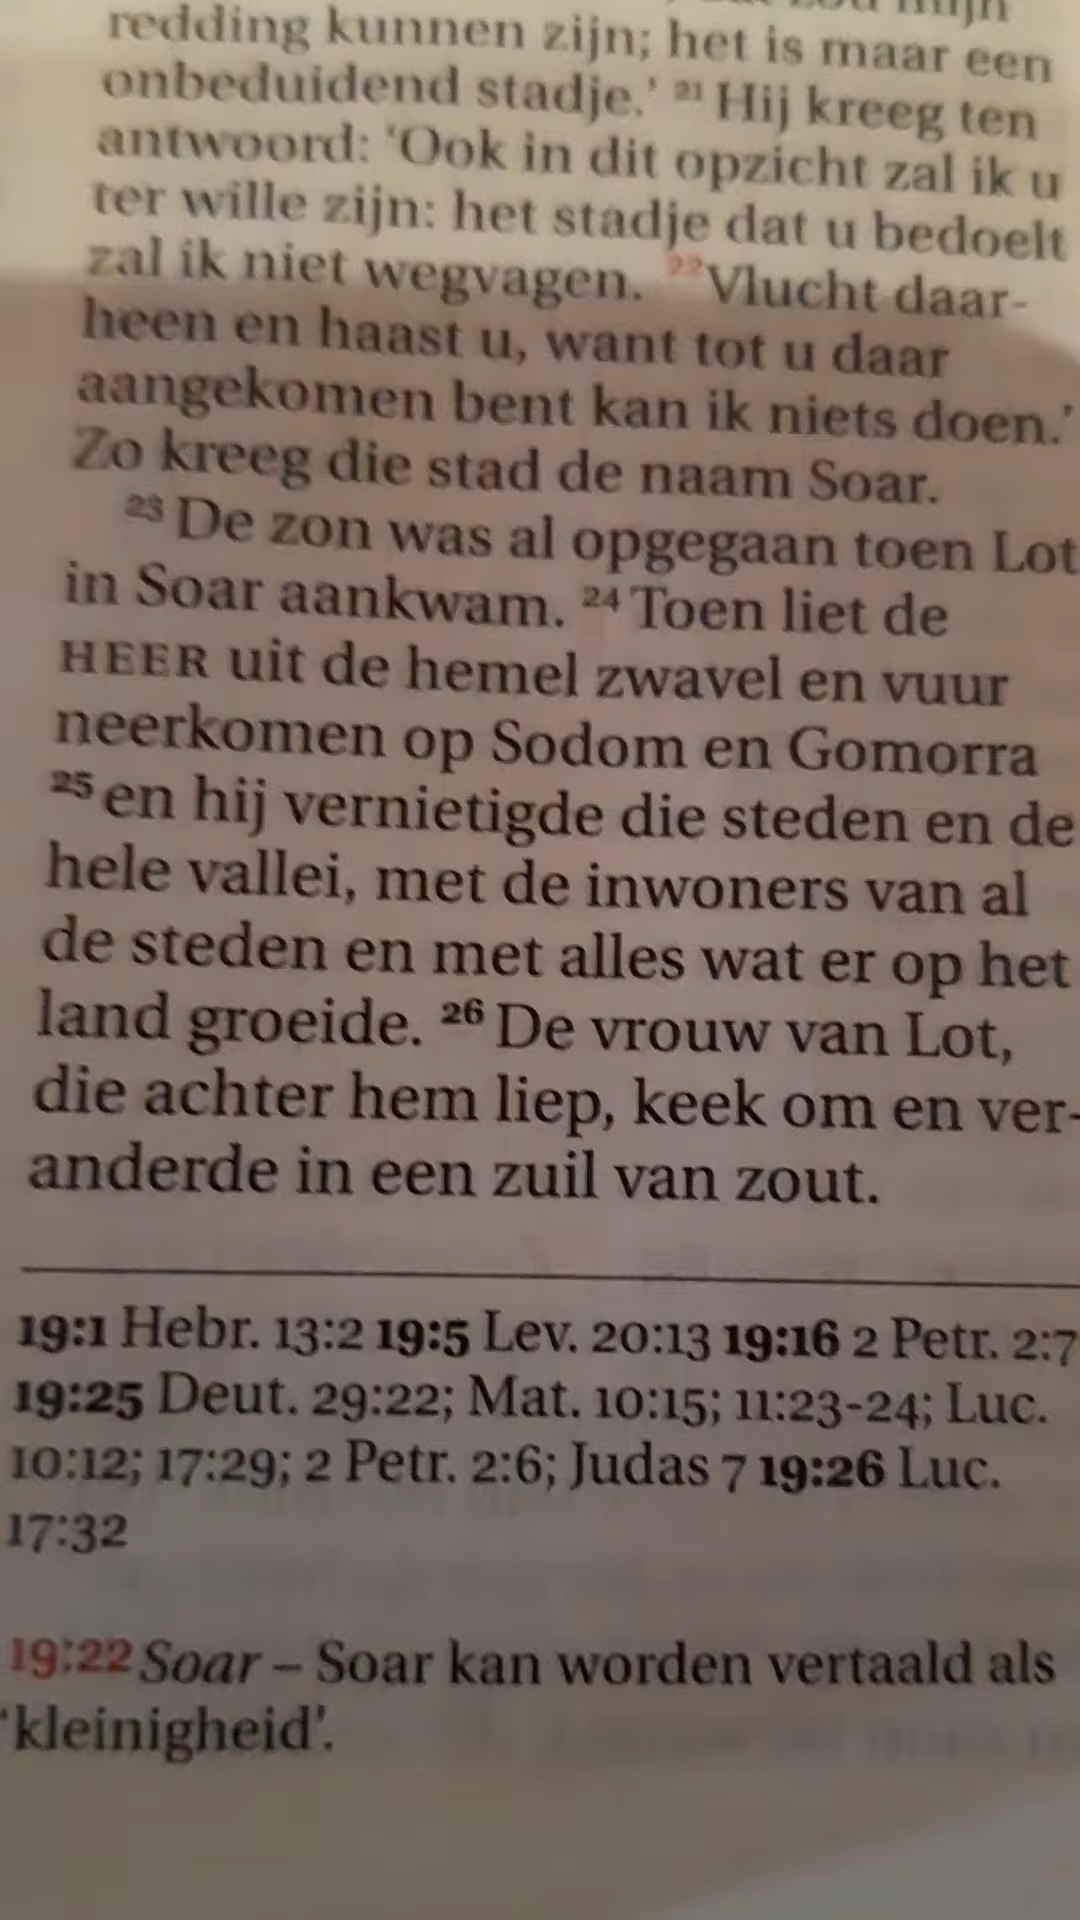 mijn
redding kunnen zijn; het is maar een
onbeduidend stadje.’ 21 Hij kreeg ten
antwoord: ‘Ook in dit opzicht zal ik u
ter wille zijn: het stadje dat u bedoelt
zal ik niet wegvagen. 22 Vlucht daar-
heen en haast u, want tot u daar
aangekomen bent kan ik niets doen.’
Zo kreeg die stad de naam Soar.
23 De zon was al opgegaan toen Lot
in Soar aankwam. 24 Toen liet de
HEER uit de hemel zwavel en vuur
neerkomen op Sodom en Gomorra
25 en hij vernietigde die steden en de
hele vallei, met de inwoners van al
de steden en met alles wat er op het
land groeide. 26 De vrouw van Lot,
die achter hem liep, keek om en ver-
anderde in een zuil van zout.
19:1 Hebr. 13:2 19:5 Lev. 20:13 19:16 2 Petr. 2:7
19:25 Deut. 29:22; Mat. 10:15; 11:23-24; Luc.
10:12; 17:29; 2 Petr. 2:6; Judas 7 19:26 Luc.
17:32
19:22 Soar – Soar kan worden vertaald als
‘kleinigheid’.